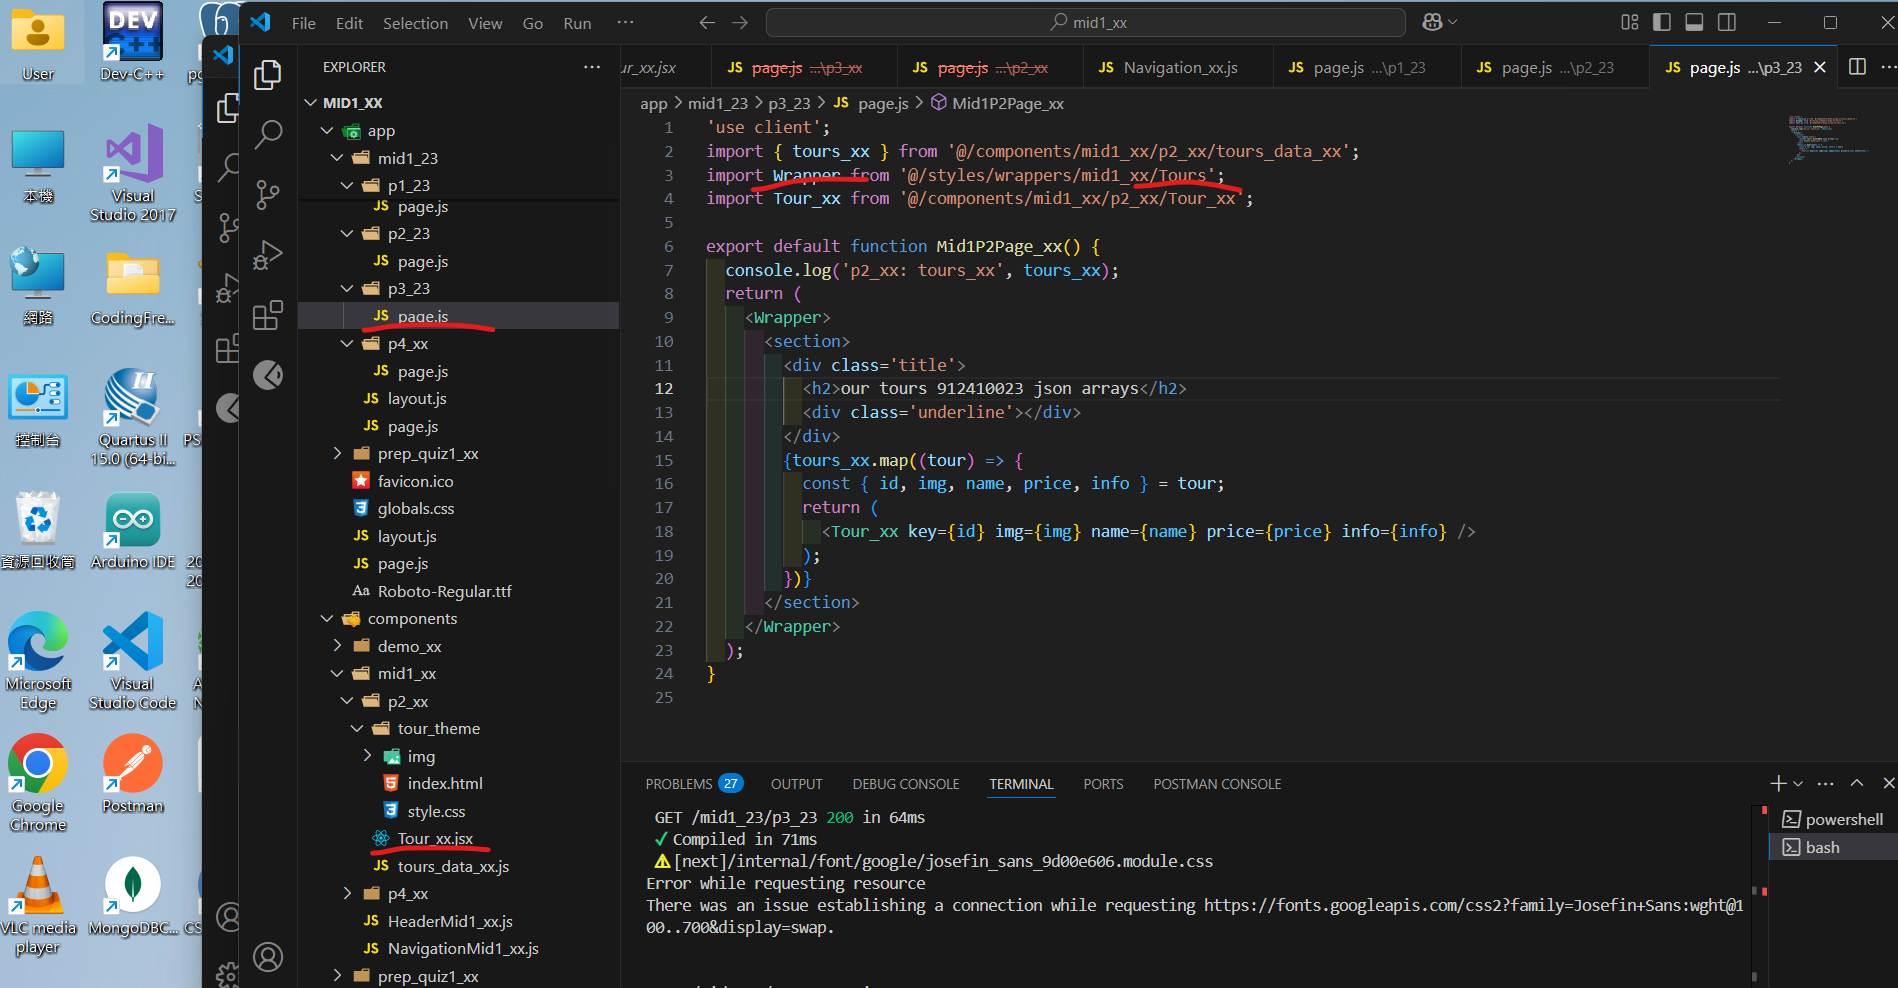 User
Dev-C++
本機
Visual
Studio 2017
網路
CodingFre...
控制台
Quartus II
15.0 (64-bi...
PS
資源回收筒
Arduino IDE
20
20
Microsoft
Edge
Visual
Studio Code
Google
Chrome
Postman
VLC media
player
MongoDBC...
CS
File Edit Selection View Go Run ...
mid1_xx
EXPLORER
MID1_XX
app
mid1_23
p1_23
page.js
p2_23
page.js
p3_23
page.js
p4_xx
page.js
layout.js
page.js
prep_quiz1_xx
favicon.ico
globals.css
layout.js
page.js
Roboto-Regular.ttf
components
demo_xx
mid1_xx
p2_xx
tour_theme
img
index.html
style.css
Tour_xx.jsx
tours_data_xx.js
p4_xx
HeaderMid1_xx.js
NavigationMid1_xx.js
prep_quiz1_xx
ur_xx.jsx
JS page.js ...\p3_xx
JS page.js ...\p2_xx
JS Navigation_xx.js
JS page.js ...\p1_23
JS page.js ...\p2_23
JS page.js ...\p3_23
app > mid1_23 > p3_23 > JS page.js > Mid1P2Page_xx
1 'use client';
2 import { tours_xx } from '@/components/mid1_xx/p2_xx/tours_data_xx';
3 import Wrapper from '@/styles/wrappers/mid1_xx/Tours';
4 import Tour_xx from '@/components/mid1_xx/p2_xx/Tour_xx';
5
6 export default function Mid1P2Page_xx() {
7 console.log('p2_xx: tours_xx', tours_xx);
8 return (
9 <Wrapper>
10 <section>
11 <div class='title'>
12 <h2>our tours 912410023 json arrays</h2>
13 <div class='underline'></div>
14 </div>
15 {tours_xx.map((tour) => {
16 const { id, img, name, price, info } = tour;
17 return (
18 <Tour_xx key={id} img={img} name={name} price={price} info={info} />
19 );
20 })}
21 </section>
22 </Wrapper>
23 );
24 }
25
PROBLEMS 27 OUTPUT DEBUG CONSOLE TERMINAL PORTS POSTMAN CONSOLE
GET /mid1_23/p3_23 200 in 64ms
✓ Compiled in 71ms
⚠ [next]/internal/font/google/josefin_sans_9d00e606.module.css
Error while requesting resource
There was an issue establishing a connection while requesting https://fonts.googleapis.com/css2?family=Josefin+Sans:wght@1
00..700&display=swap.
powershell
bash